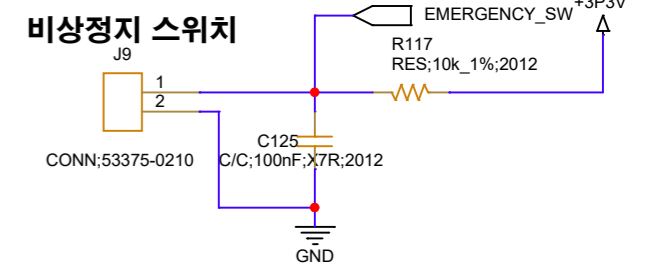 +3P3V
EMERGENCY_SW
비상정지 스위치
J9
R117
RES;10k_1%;2012
1
2
C125
CONN;53375-0210
C/C;100nF;X7R;2012
GND